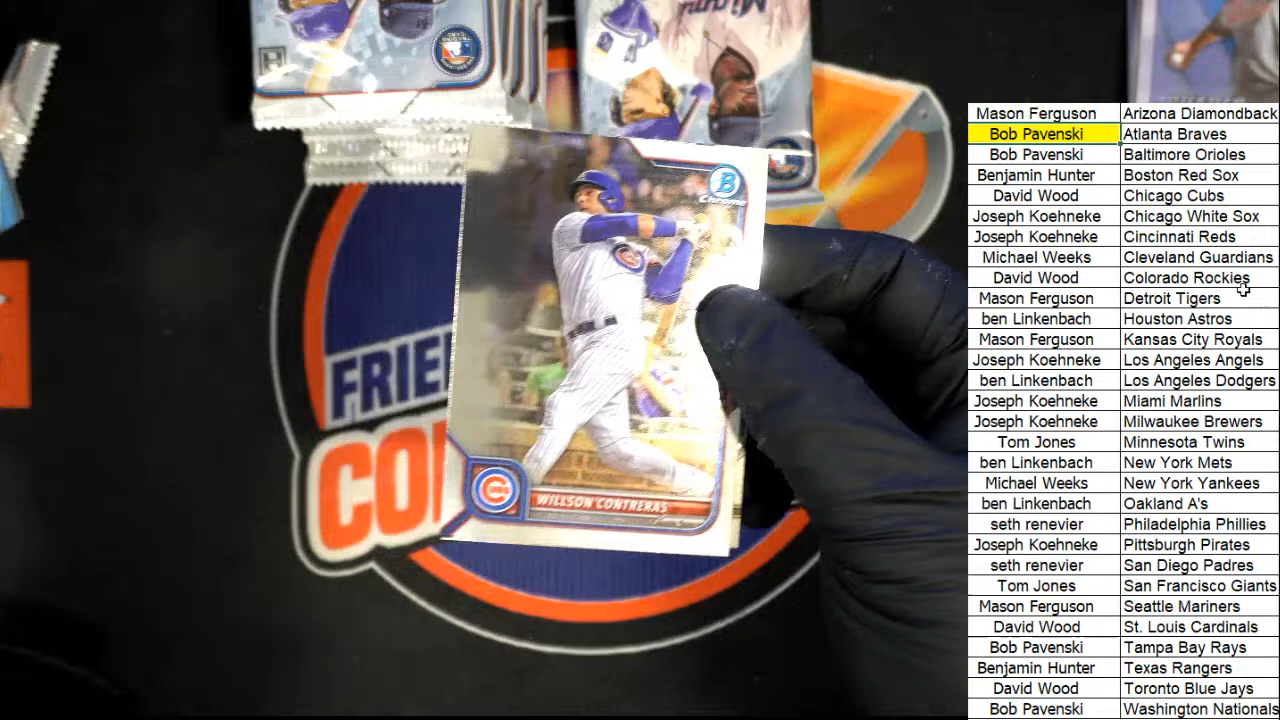 Migu
B
Chrome
CUBS
WILLSON CONTRERAS
FRIE
CO
Mason Ferguson Arizona Diamondback
Bob Pavenski Atlanta Braves
Bob Pavenski Baltimore Orioles
Benjamin Hunter Boston Red Sox
David Wood Chicago Cubs
Joseph Koehneke Chicago White Sox
Joseph Koehneke Cincinnati Reds
Michael Weeks Cleveland Guardians
David Wood Colorado Rockies
Mason Ferguson Detroit Tigers
ben Linkenbach Houston Astros
Mason Ferguson Kansas City Royals
Joseph Koehneke Los Angeles Angels
ben Linkenbach Los Angeles Dodgers
Joseph Koehneke Miami Marlins
Joseph Koehneke Milwaukee Brewers
Tom Jones Minnesota Twins
ben Linkenbach New York Mets
Michael Weeks New York Yankees
ben Linkenbach Oakland A's
seth renevier Philadelphia Phillies
Joseph Koehneke Pittsburgh Pirates
seth renevier San Diego Padres
Tom Jones San Francisco Giants
Mason Ferguson Seattle Mariners
David Wood St. Louis Cardinals
Bob Pavenski Tampa Bay Rays
Benjamin Hunter Texas Rangers
David Wood Toronto Blue Jays
Bob Pavenski Washington Nationals